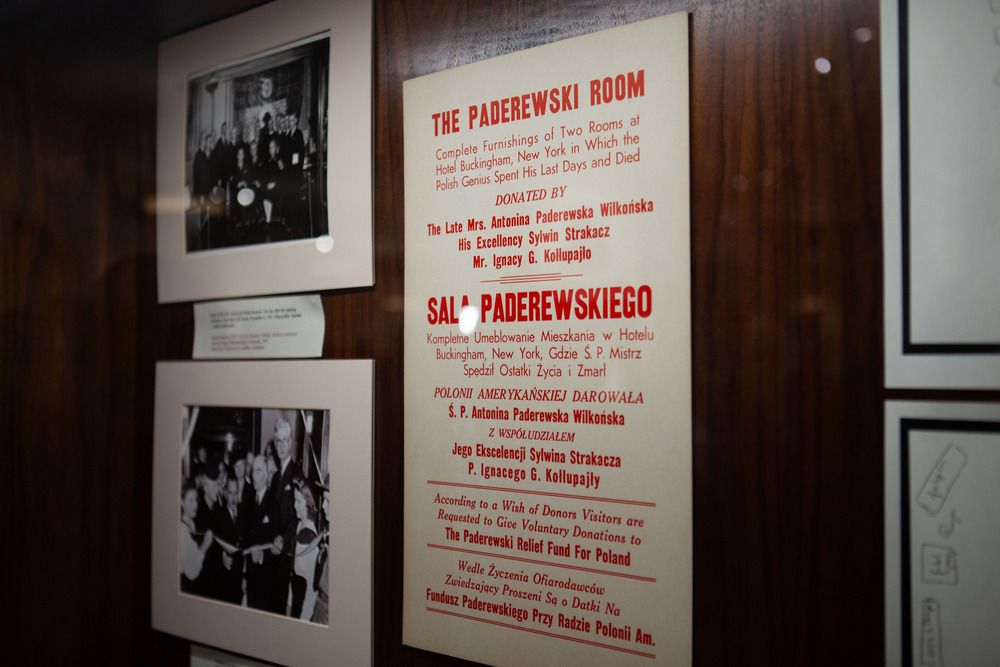 THE PADEREWSKI ROOM
Complete Furnishings of Two Rooms at
Hotel Buckingham, New York in Which the
Polish Genius Spent His Last Days and Died
DONATED BY
The Late Mrs. Antonina Paderewska Wilkońska
His Excellency Sylwin Strakacz
Mr. Ignacy G. Kołłupajło
SALA PADEREWSKIEGO
Kompletne Umeblowanie Mieszkania w Hotelu
Buckingham, New York, Gdzie Ś. P. Mistrz
Spędził Ostatki Życia i Zmarł
POLONII AMERYKAŃSKIEJ DAROWAŁA
Ś. P. Antonina Paderewska Wilkońska
Z WSPÓŁUDZIAŁEM
Jego Ekscelencji Sylwina Strakacza
P. Ignacego G. Kołłupajły
According to a Wish of Donors Visitors are
Requested to Give Voluntary Donations to
The Paderewski Relief Fund For Poland
Wedle Życzenia Ofiarodawców
Zwiedzający Proszeni Są o Datki Na
Fundusz Paderewskiego Przy Radzie Polonii Am.